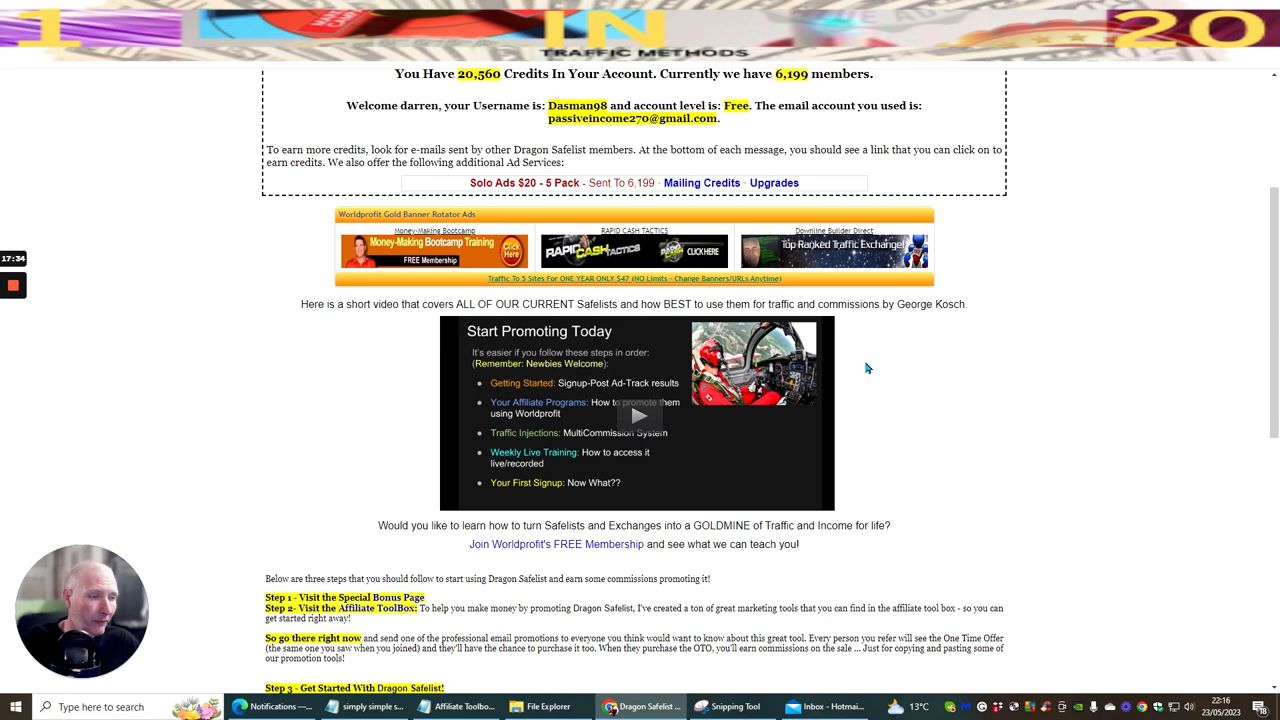 1 IN 20
TRAFFIC METHODS
You Have 20,560 Credits In Your Account. Currently we have 6,199 members.
Welcome darren, your Username is: Dasman98 and account level is: Free. The email account you used is:
passiveincome270@gmail.com.
To earn more credits, look for e-mails sent by other Dragon Safelist members. At the bottom of each message, you should see a link that you can click on to
earn credits. We also offer the following additional Ad Services:
Solo Ads $20 - 5 Pack - Sent To 6,199 · Mailing Credits · Upgrades
Worldprofit Gold Banner Rotator Ads
Money-Making Bootcamp RAPID CASH TACTICS Downline Builder Direct
Money-Making Bootcamp Training
FREE Membership
Click Here
RAPID CASH TACTICS
CLICK HERE
Top Ranked Traffic Exchange!
Traffic To 5 Sites For ONE YEAR ONLY $47 (NO Limits - Change Banners/URLs Anytime)
17:34
Here is a short video that covers ALL OF OUR CURRENT Safelists and how BEST to use them for traffic and commissions by George Kosch.
Start Promoting Today
It's easier if you follow these steps in order:
(Remember: Newbies Welcome):
● Getting Started: Signup-Post Ad-Track results
● Your Affiliate Programs: How to promote them
using Worldprofit
● Traffic Injections: MultiCommission System
● Weekly Live Training: How to access it
live/recorded
● Your First Signup: Now What??
Would you like to learn how to turn Safelists and Exchanges into a GOLDMINE of Traffic and Income for life?
Join Worldprofit's FREE Membership and see what we can teach you!
Below are three steps that you should follow to start using Dragon Safelist and earn some commissions promoting it!
Step 1 - Visit the Special Bonus Page
Step 2- Visit the Affiliate ToolBox: To help you make money by promoting Dragon Safelist, I've created a ton of great marketing tools that you can find in the affiliate tool box - so you can
get started right away!
So go there right now and send one of the professional email promotions to everyone you think would want to know about this great tool. Every person you refer will see the One Time Offer
(the same one you saw when you joined) and they'll have the chance to purchase it too. When they purchase the OTO, you'll earn commissions on the sale ... Just for copying and pasting some of
our promotion tools!
Step 3 - Get Started With Dragon Safelist!
Type here to search
Notifications —...
simply simple s...
Affiliate Toolbo...
File Explorer
Dragon Safelist ...
Snipping Tool
Inbox - Hotmai...
13°C
22:16
23/05/2023
18